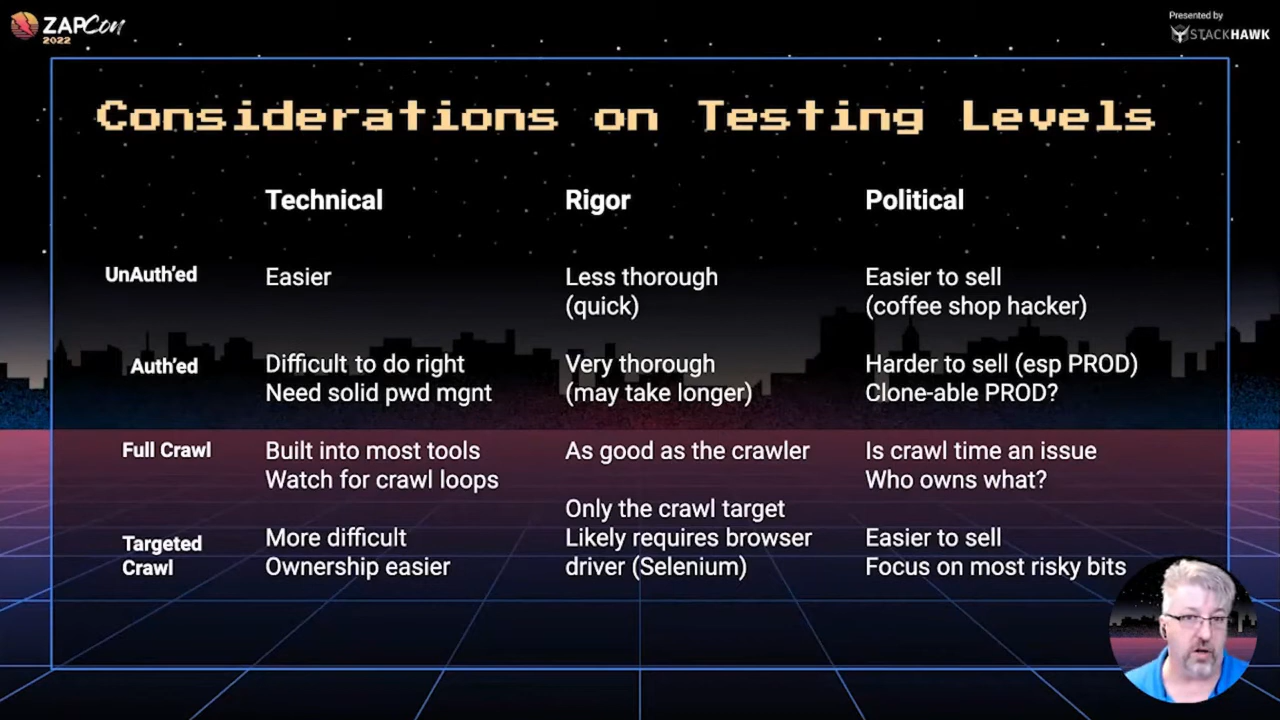 ZAPCon
2022
Presented by
STACKHAWK
Considerations on Testing Levels
Technical
Rigor
Political
UnAuth'ed
Easier
Less thorough
(quick)
Easier to sell
(coffee shop hacker)
Auth'ed
Difficult to do right
Need solid pwd mgnt
Very thorough
(may take longer)
Harder to sell (esp PROD)
Clone-able PROD?
Full Crawl
Built into most tools
Watch for crawl loops
As good as the crawler
Is crawl time an issue
Who owns what?
Targeted
Crawl
More difficult
Ownership easier
Only the crawl target
Likely requires browser
driver (Selenium)
Easier to sell
Focus on most risky bits